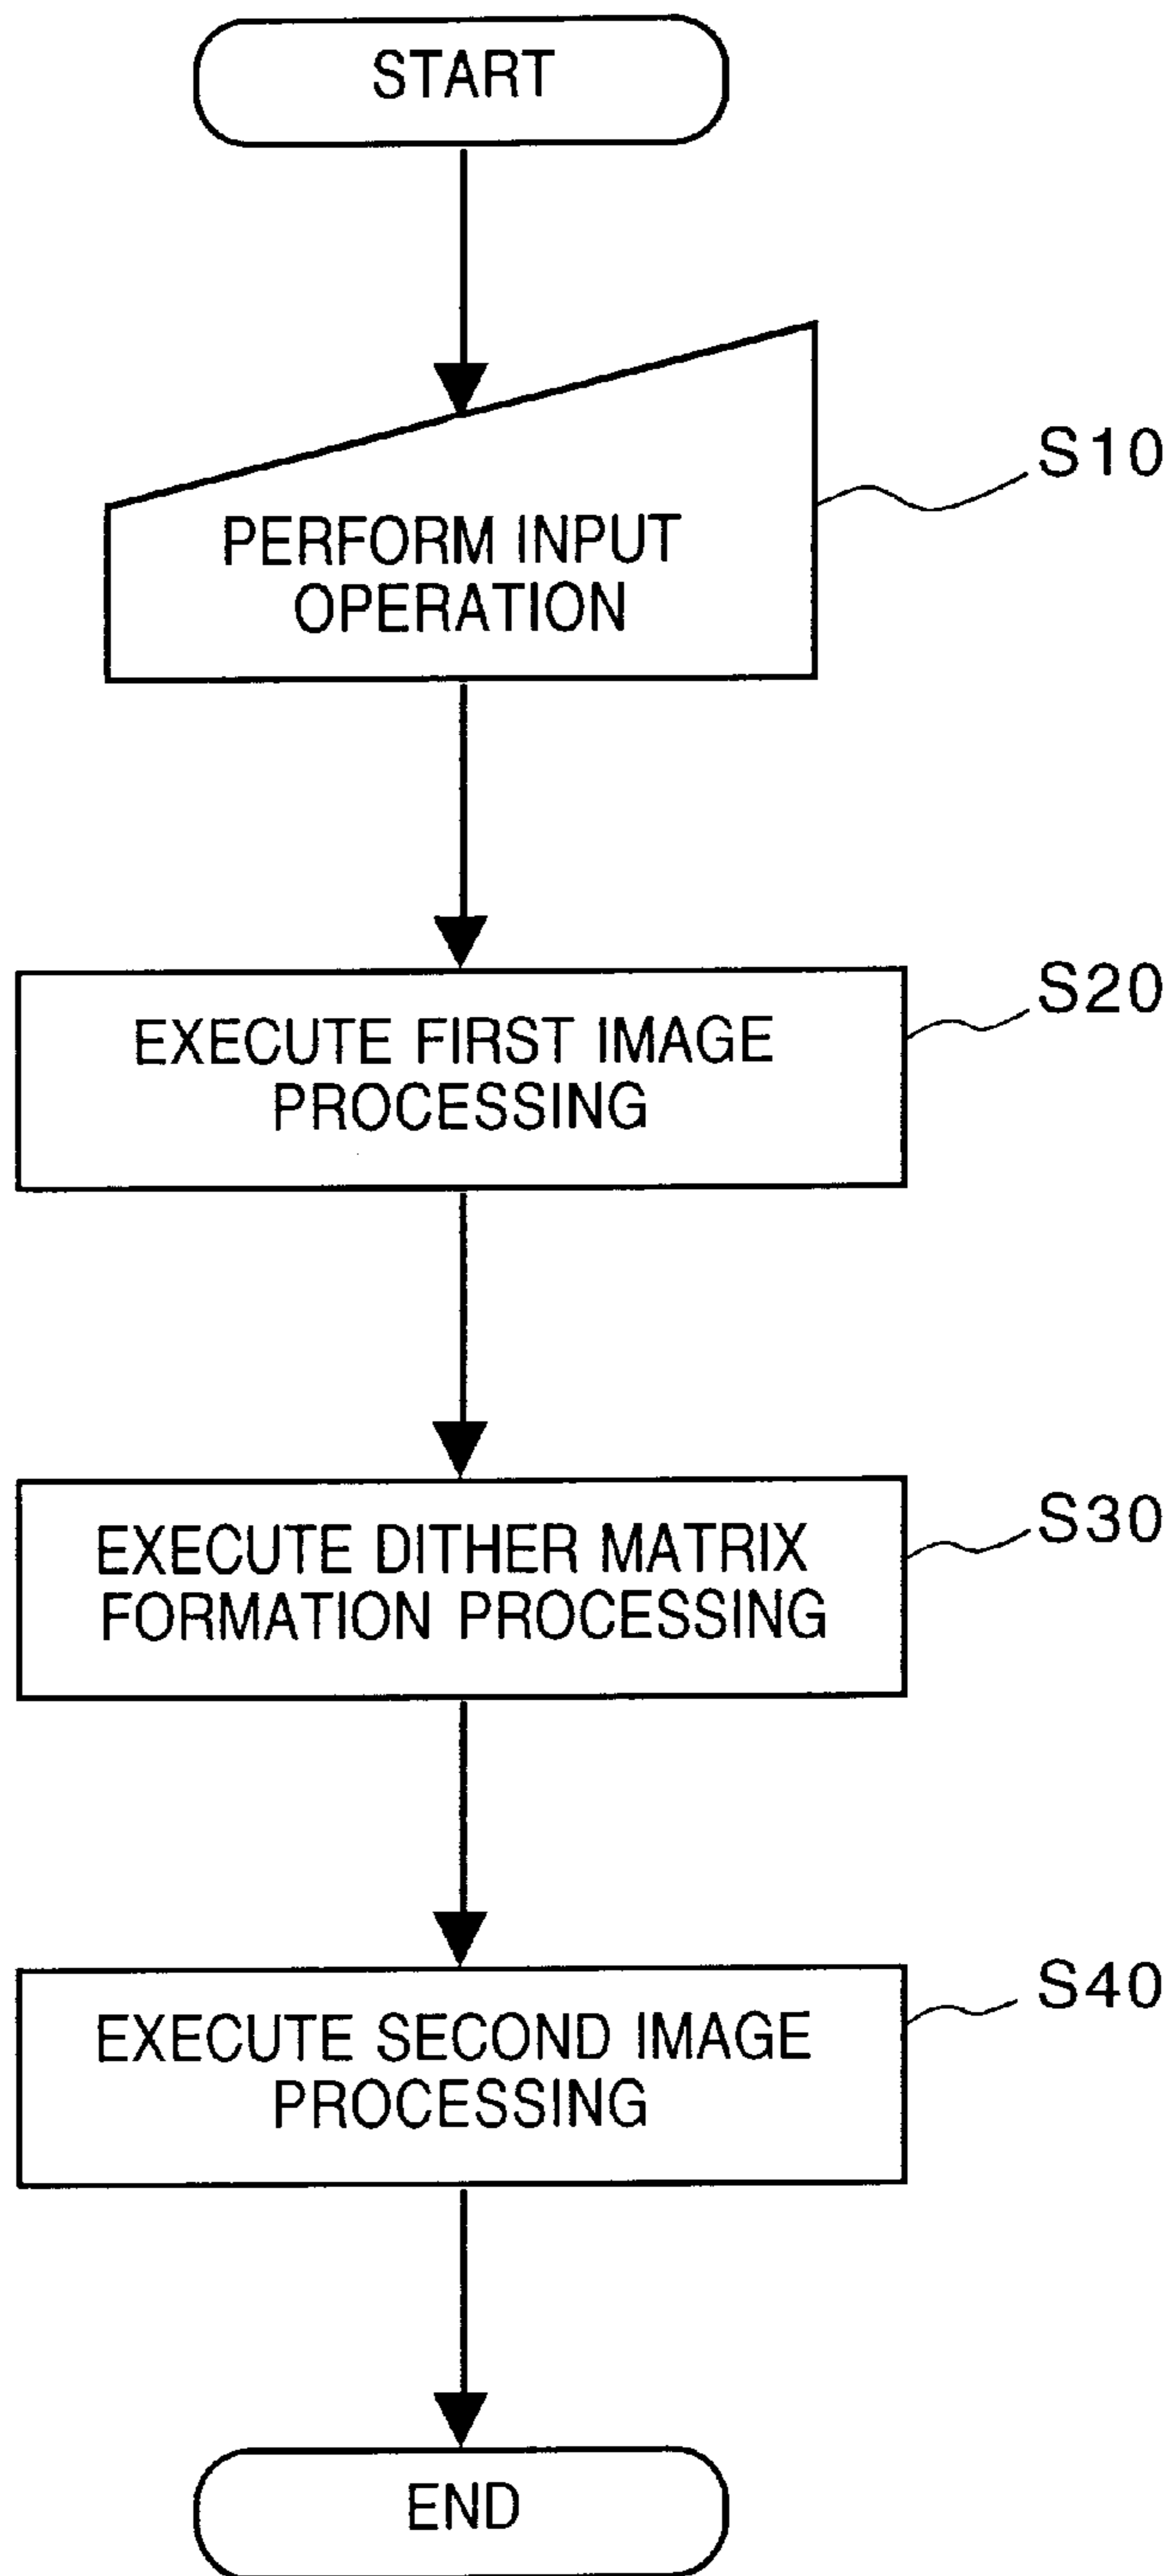 START
S10
PERFORM INPUT
OPERATION
S20
EXECUTE FIRST IMAGE
PROCESSING
S30
EXECUTE DITHER MATRIX
FORMATION PROCESSING
S40
EXECUTE SECOND IMAGE
PROCESSING
END